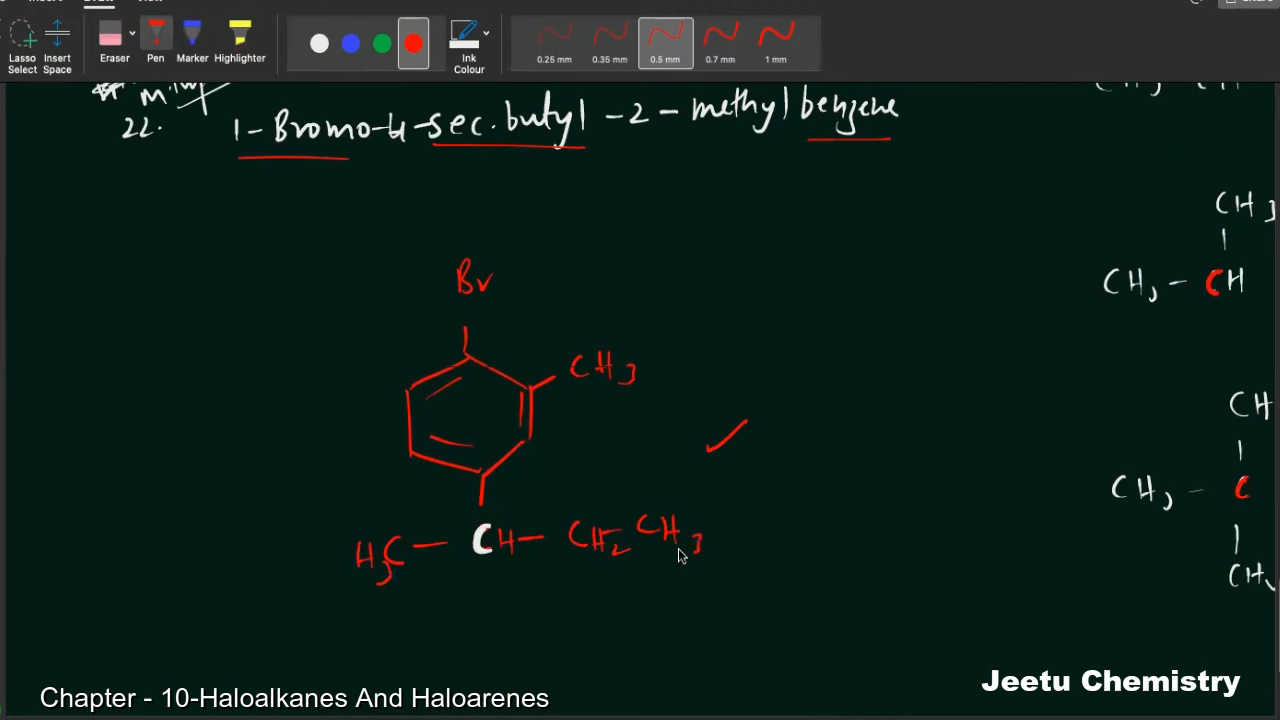 Lasso Select
Insert Space
Eraser
Pen
Marker
Highlighter
Ink Colour
0.25 mm
0.35 mm
0.5 mm
0.7 mm
1 mm
22. 1-Bromo-4-sec.butyl-2-methylbenzene
Br
CH3
H3C-CH-CH2CH3
CH3
|
CH3-CH
CH
|
CH3-C
|
CH3
Jeetu Chemistry
Chapter - 10-Haloalkanes And Haloarenes